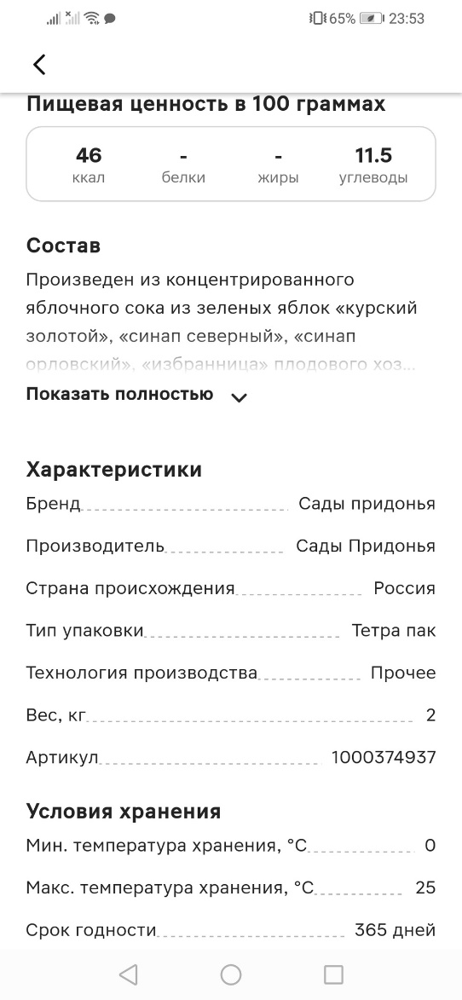 65% 23:53
Пищевая ценность в 100 граммах
46 - - 11.5
ккал белки жиры углеводы
Состав
Произведен из концентрированного
яблочного сока из зеленых яблок «курский
золотой», «синап северный», «синап
орловский», «избранница» плодового хоз...
Показать полностью
Характеристики
Бренд Сады придонья
Производитель Сады Придонья
Страна происхождения Россия
Тип упаковки Тетра пак
Технология производства Прочее
Вес, кг 2
Артикул 1000374937
Условия хранения
Мин. температура хранения, °C 0
Макс. температура хранения, °C 25
Срок годности 365 дней